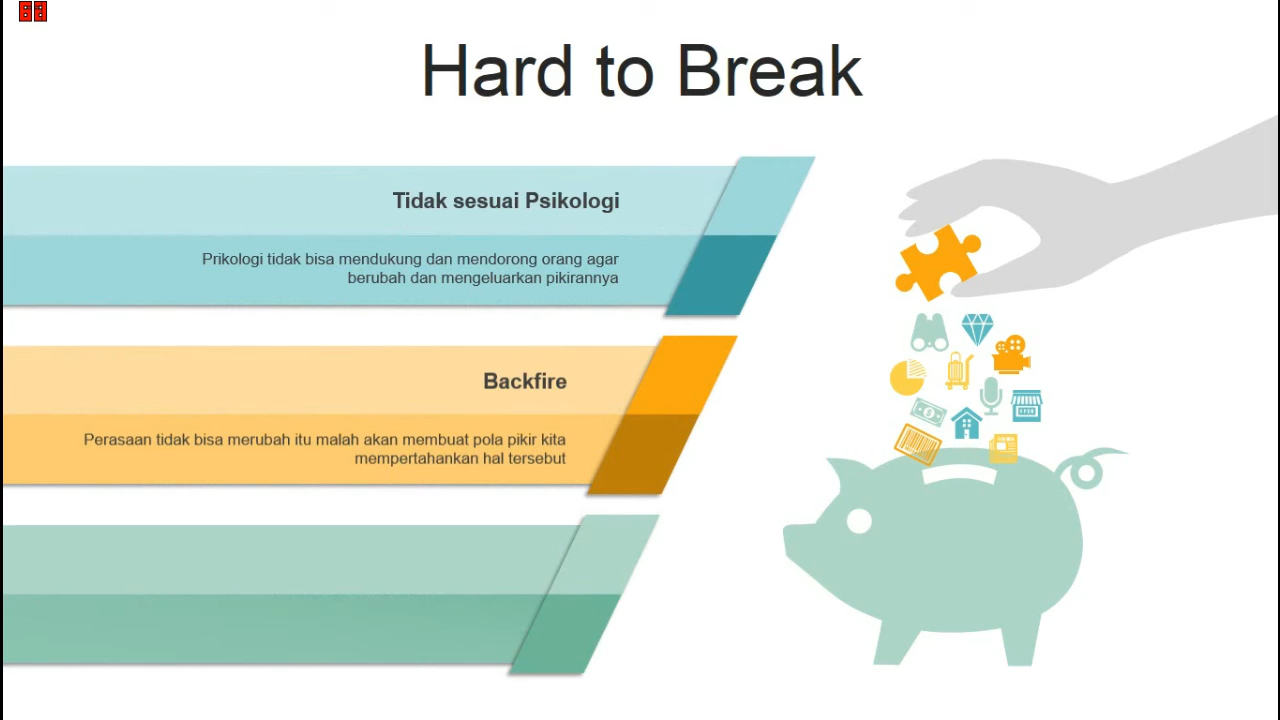 68
Hard to Break
Tidak sesuai Psikologi
Prikologi tidak bisa mendukung dan mendorong orang agar
berubah dan mengeluarkan pikirannya
Backfire
Perasaan tidak bisa merubah itu malah akan membuat pola pikir kita
mempertahankan hal tersebut